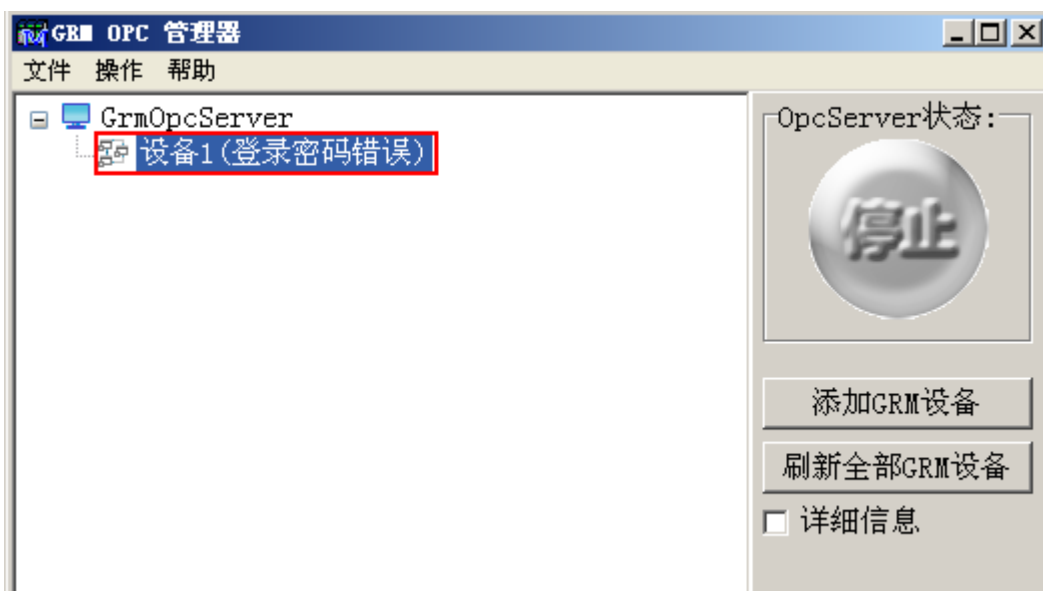 GRM OPC 管理器
文件 操作 帮助
GrmOpcServer
设备1(登录密码错误)
OpcServer状态:
停止
添加GRM设备
刷新全部GRM设备
详细信息